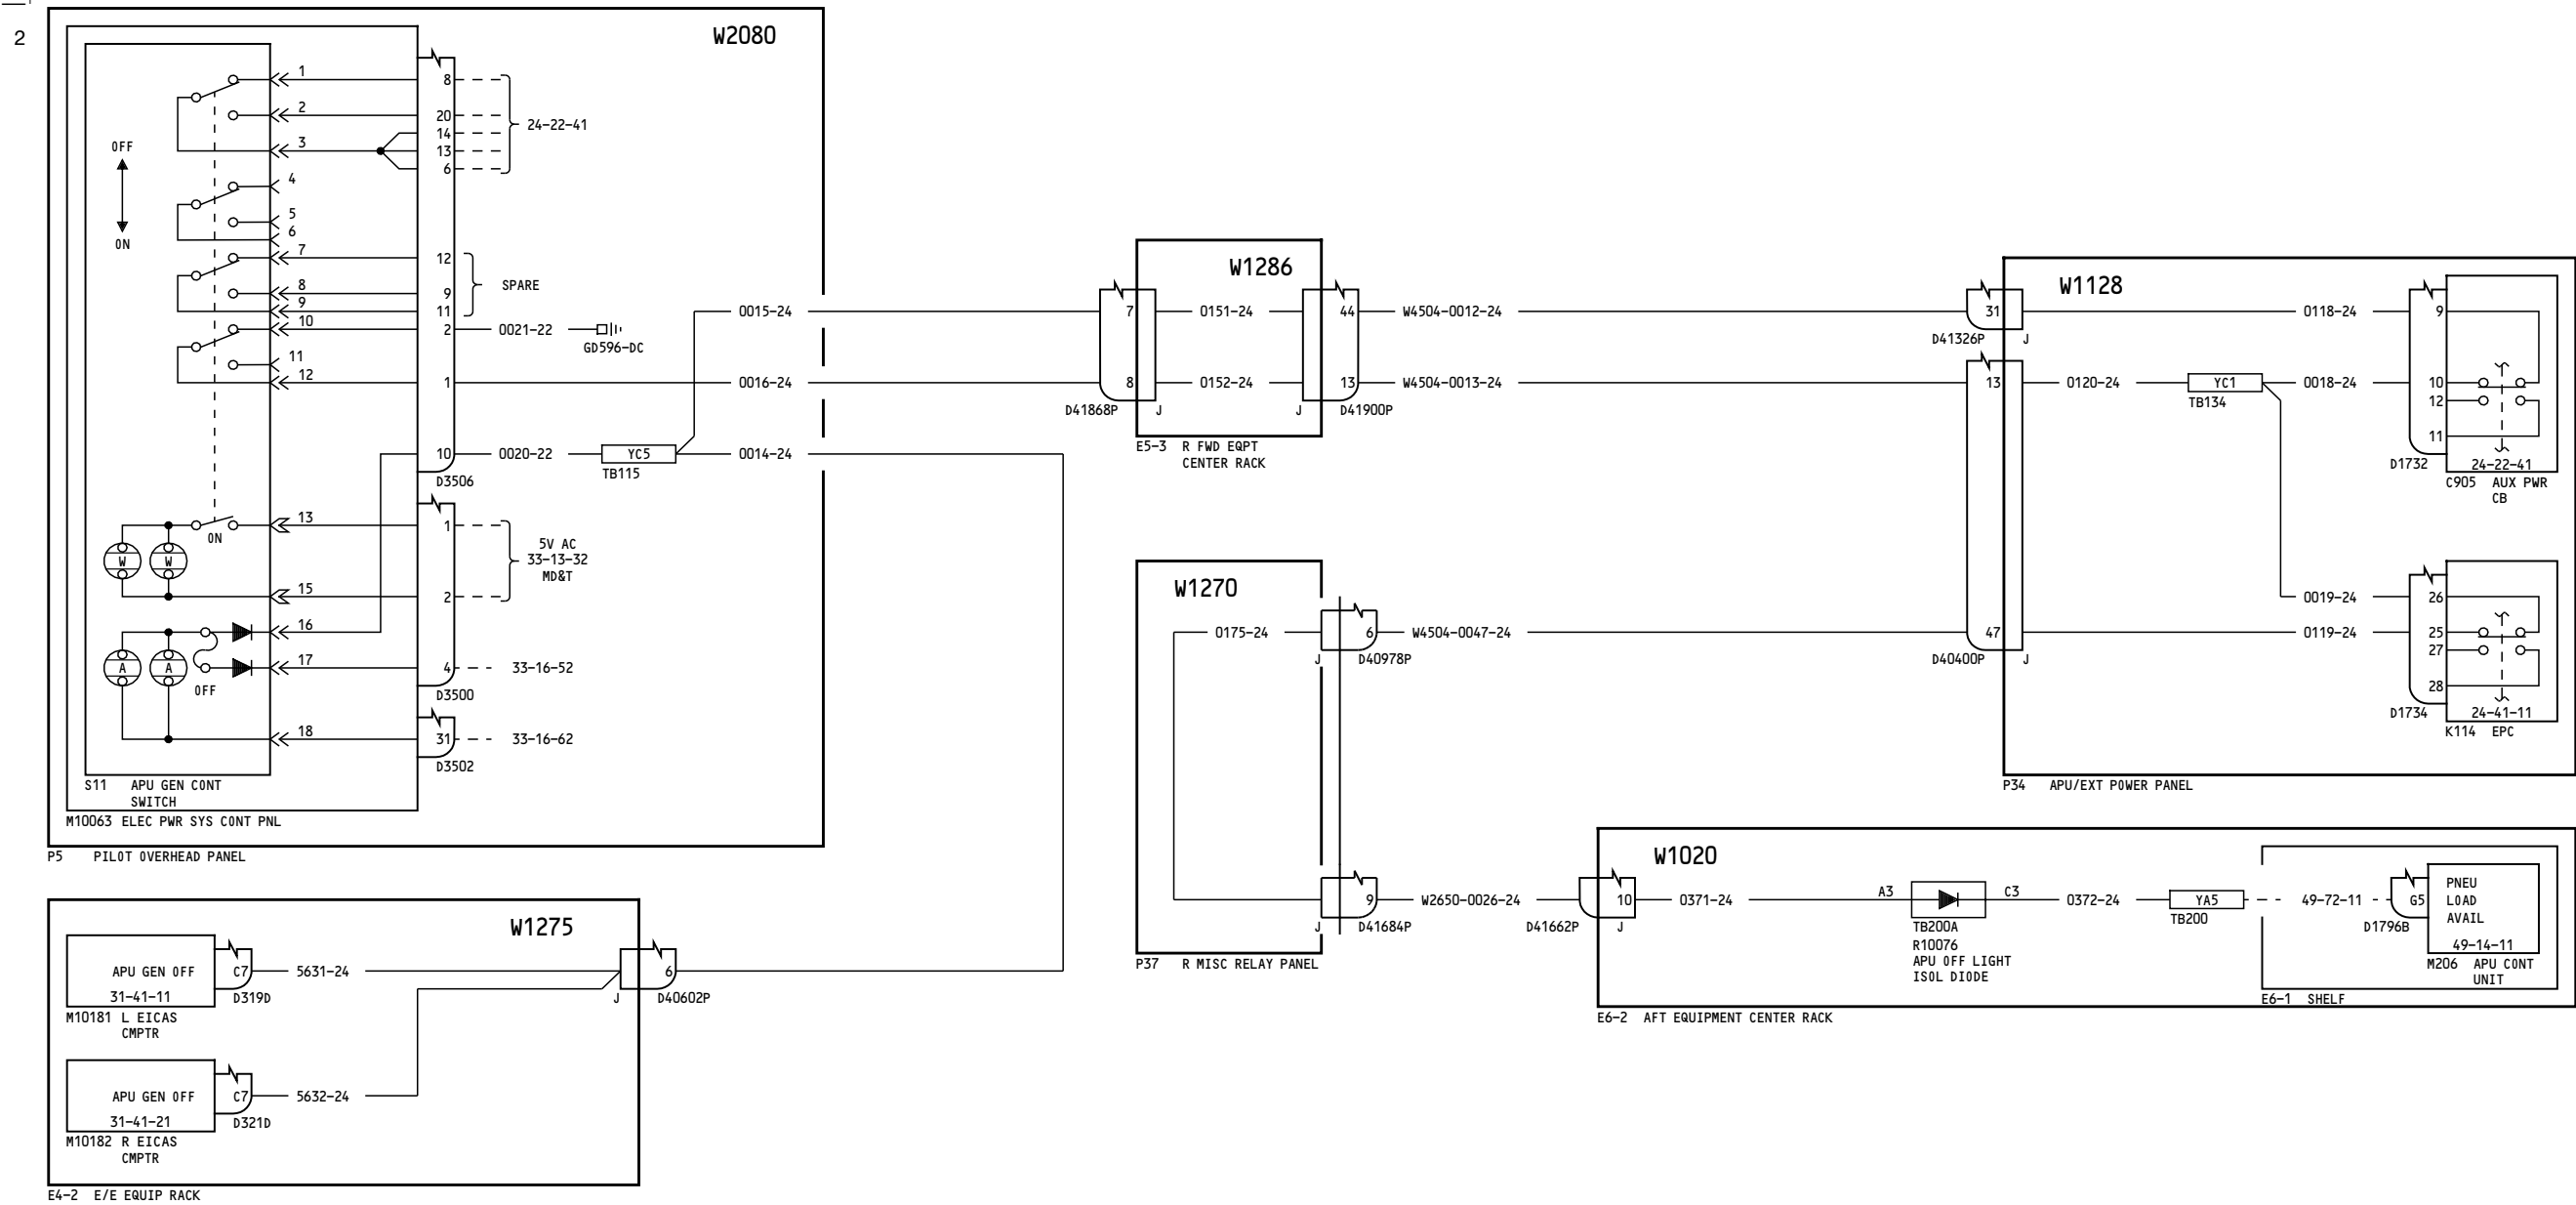 2
W2080
1
8
2
20
14
3
13
6
24-22-41
OFF
ON
4
5
6
7
12
8
9
9
11
SPARE
10
2
0021-22
GD596-DC
11
12
1
0015-24
0016-24
10
0020-22
YC5
TB115
0014-24
D3506
13
1
ON
W
W
5V AC
33-13-32
MD&T
15
2
16
A
A
17
4
33-16-52
OFF
D3500
18
31
33-16-62
D3502
S11 APU GEN CONT
SWITCH
M10063 ELEC PWR SYS CONT PNL
P5 PILOT OVERHEAD PANEL
W1286
7
0151-24
44
W4504-0012-24
8
0152-24
13
W4504-0013-24
D41868P
J
J
D41900P
E5-3 R FWD EQPT
CENTER RACK
W1128
31
D41326P
J
0118-24
9
13
0120-24
YC1
TB134
0018-24
10
12
11
D1732
24-22-41
C905 AUX PWR
CB
0019-24
26
47
0119-24
25
27
28
D40400P
J
D1734
24-41-11
K114 EPC
P34 APU/EXT POWER PANEL
W1270
0175-24
6
W4504-0047-24
J
D40978P
9
W2650-0026-24
J
D41684P
P37 R MISC RELAY PANEL
W1020
10
0371-24
D41662P
J
A3
C3
TB200A
R10076
APU OFF LIGHT
ISOL DIODE
0372-24
YA5
TB200
49-72-11
G5
D1796B
PNEU
LOAD
AVAIL
49-14-11
M206 APU CONT
UNIT
E6-1 SHELF
E6-2 AFT EQUIPMENT CENTER RACK
W1275
APU GEN OFF
31-41-11
C7
D319D
5631-24
6
J
D40602P
M10181 L EICAS
CMPTR
APU GEN OFF
31-41-21
C7
D321D
5632-24
M10182 R EICAS
CMPTR
E4-2 E/E EQUIP RACK